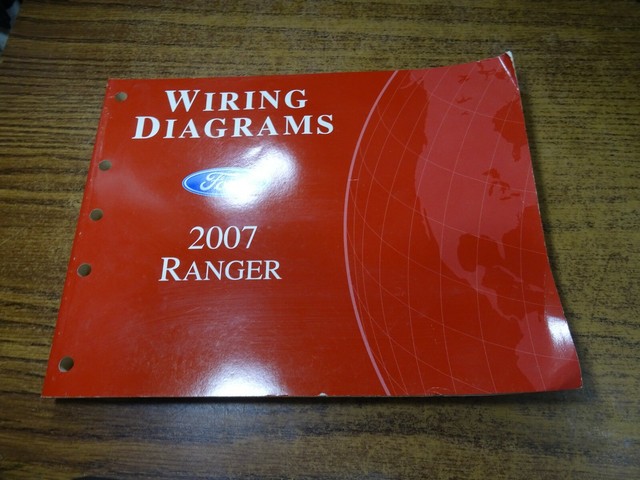 WIRING
DIAGRAMS
Ford
2007
RANGER